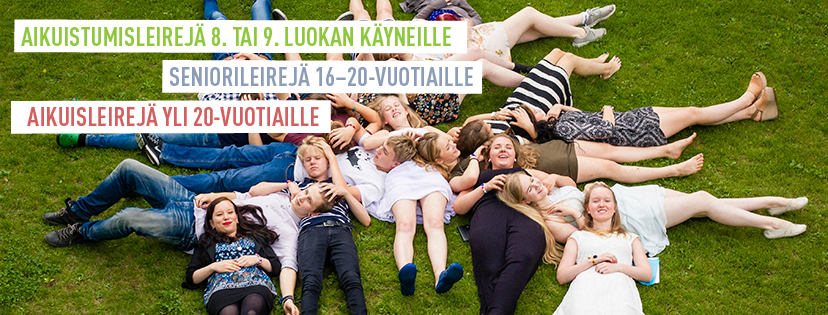 AIKUISTUMISLEIREJÄ 8. TAI 9. LUOKAN KÄYNEILLE
SENIORILEIREJÄ 16–20-VUOTIAILLE
AIKUISLEIREJÄ YLI 20-VUOTIAILLE